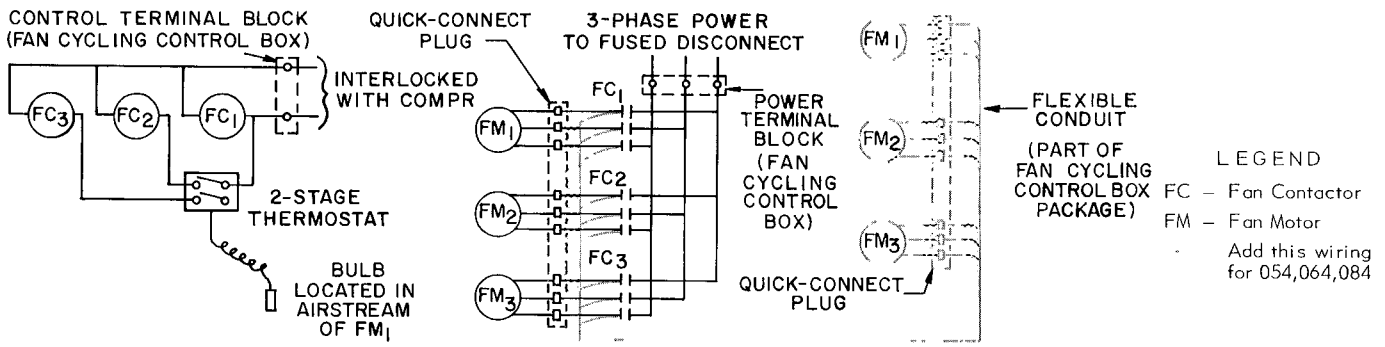 CONTROL TERMINAL BLOCK
(FAN CYCLING CONTROL BOX)
FC3
FC2
FC1
INTERLOCKED
WITH COMPR
2-STAGE
THERMOSTAT
BULB
LOCATED IN
AIRSTREAM
OF FM1
QUICK-CONNECT
PLUG
3-PHASE POWER
TO FUSED DISCONNECT
FC1
FM1
FC2
FM2
FC3
FM3
POWER
TERMINAL
BLOCK
(FAN
CYCLING
CONTROL
BOX)
FM1
FM2
FM3
QUICK-CONNECT
PLUG
FLEXIBLE
CONDUIT
(PART OF
FAN CYCLING
CONTROL BOX
PACKAGE)
LEGEND
FC – Fan Contactor
FM – Fan Motor
Add this wiring
for 054,064,084